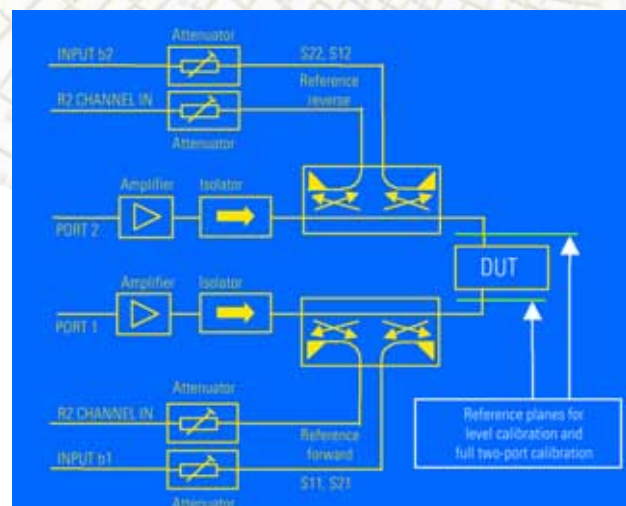 Attenuator
INPUT b2
S22, S12
R2 CHANNEL IN
Reference
reverse
Attenuator
Amplifier
Isolator
PORT 2
DUT
Amplifier
Isolator
PORT 1
Attenuator
R2 CHANNEL IN
Reference
forward
INPUT b1
S11, S21
Attenuator
Reference planes for
level calibration and
full two-port calibration